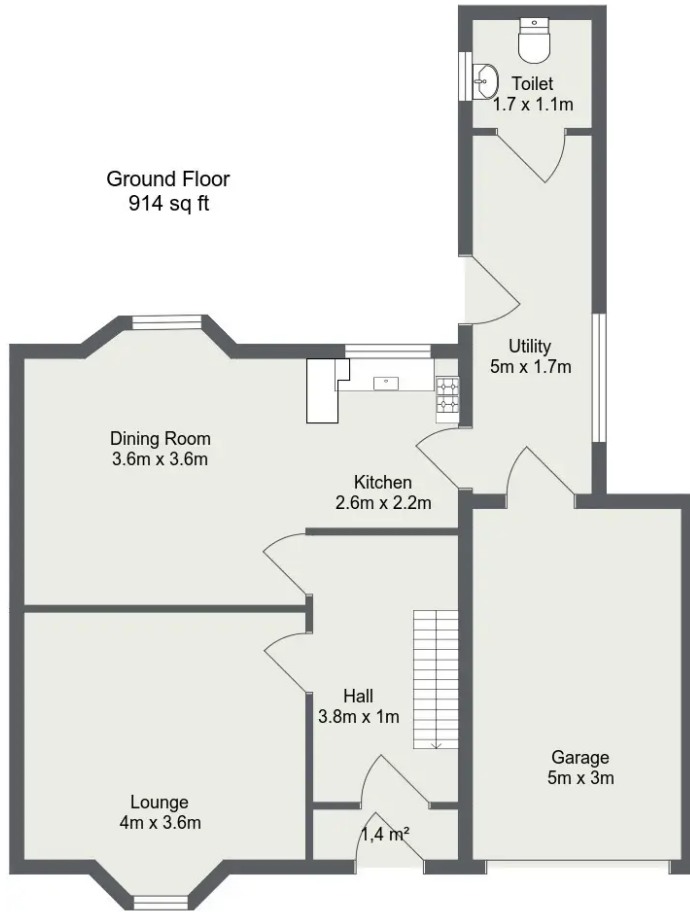 Toilet
1.7 x 1.1m
Ground Floor
914 sq ft
Utility
5m x 1.7m
Dining Room
3.6m x 3.6m
Kitchen
2.6m x 2.2m
Hall
3.8m x 1m
Garage
5m x 3m
Lounge
4m x 3.6m
1,4 m²